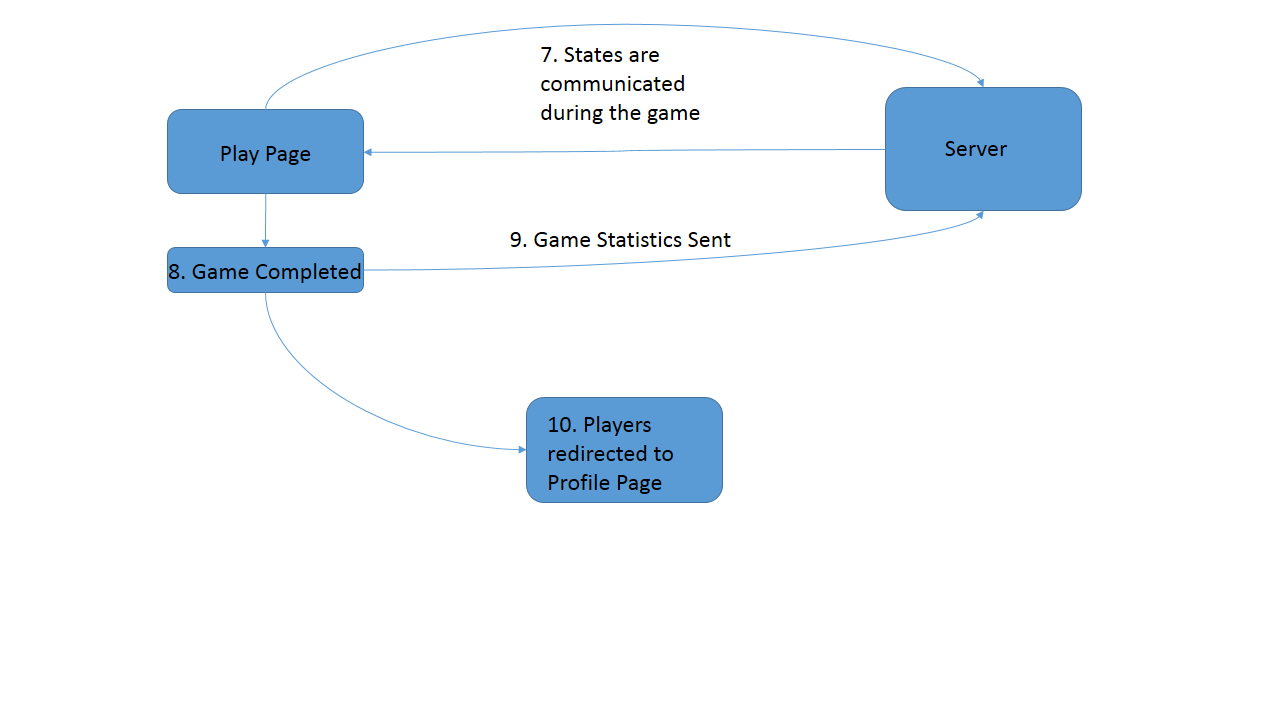 7. States are
communicated
during the game
Play Page
Server
9. Game Statistics Sent
8. Game Completed
10. Players
redirected to
Profile Page